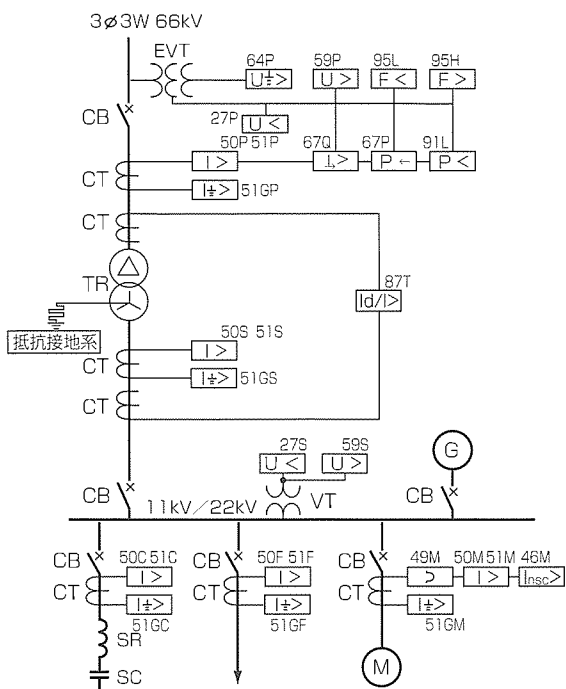 3ø3W 66kV
EVT
64P
59P
95L
95H
U⏚>
U>
F<
F>
27P
U<
CB
50P 51P
67Q
67P
91L
I>
⊥>
P←
P<
CT
I⏚>
51GP
CT
87T
TR
Id/I>
抵抗接地系
50S 51S
I>
CT
I⏚>
51GS
CT
27S
59S
U<
U>
G
VT
CB
CB
11kV／22kV
CB
50C 51C
CB
50F 51F
CB
49M
50M 51M
46M
I>
I>
I>
Insc>
CT
CT
CT
I⏚>
I⏚>
I⏚>
51GC
51GF
51GM
SR
SC
M